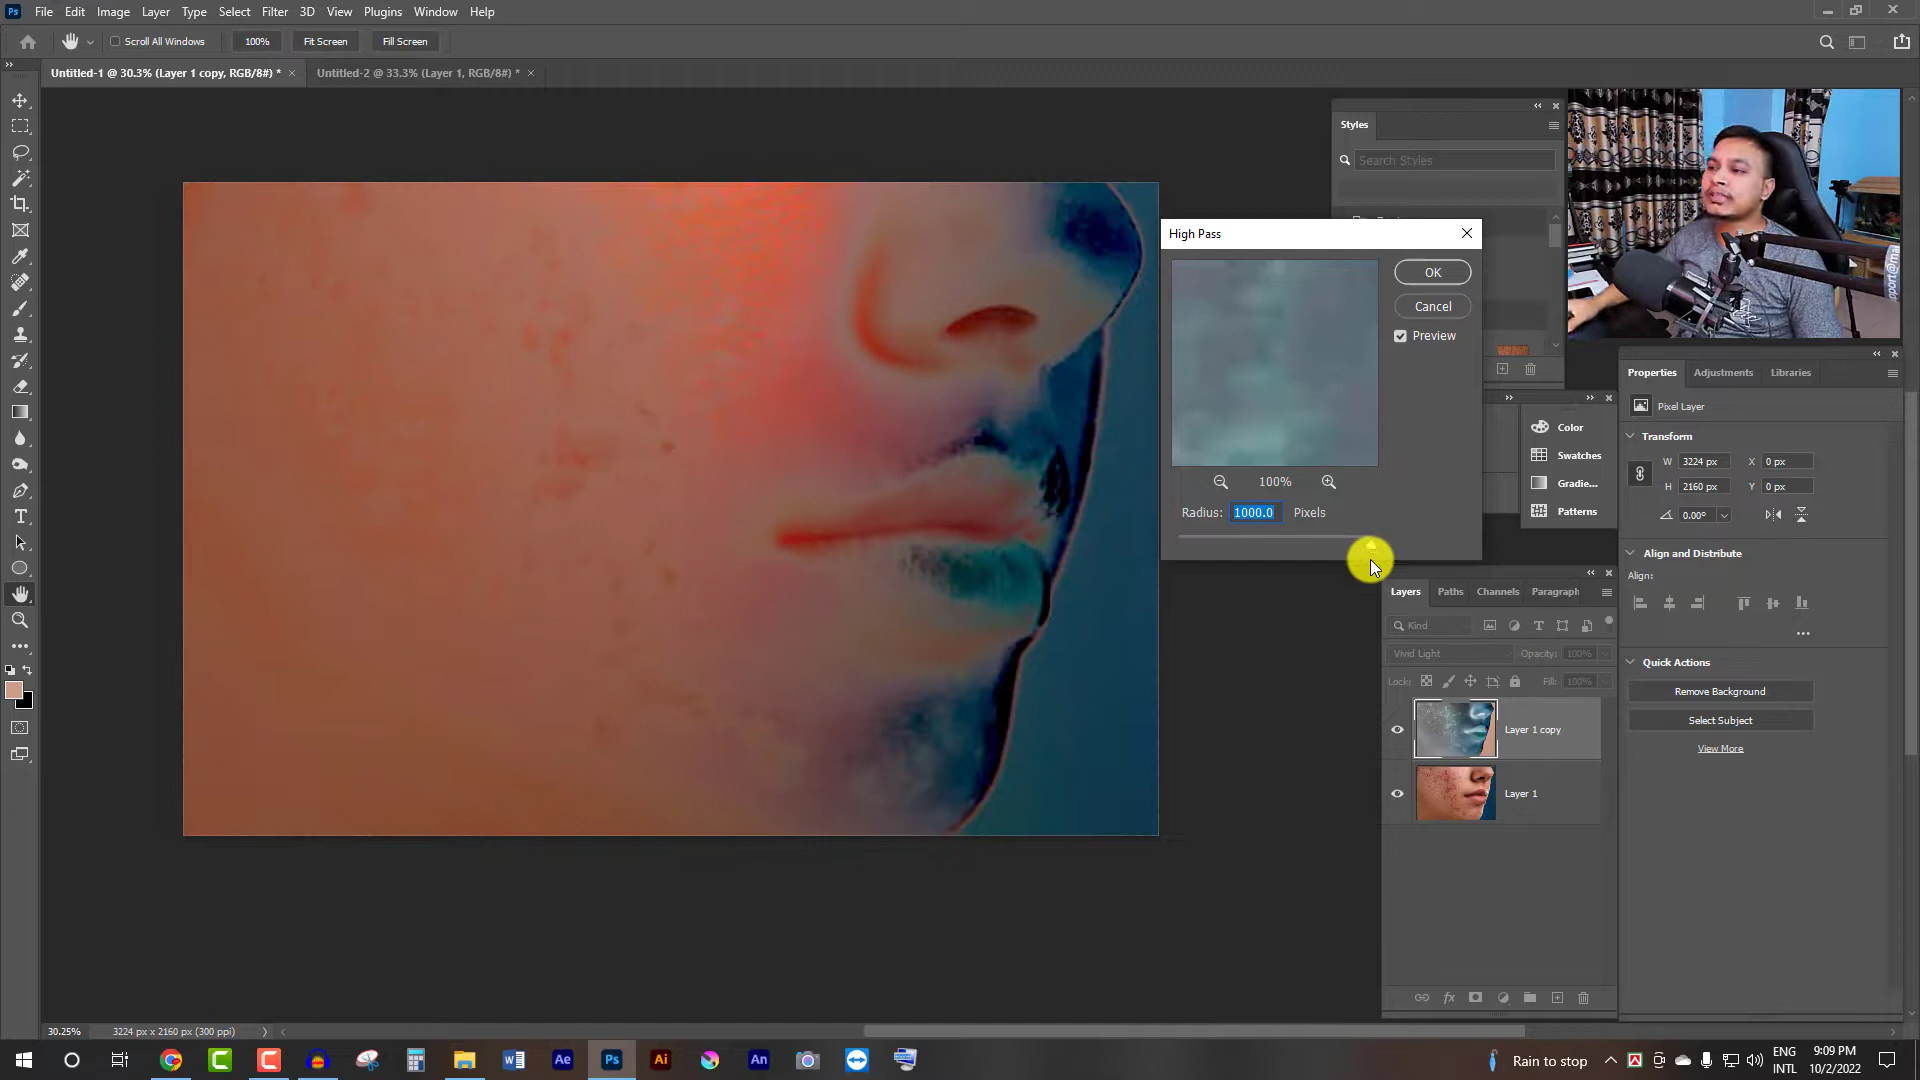 Ps File Edit Image Layer Type Select Filter 3D View Plugins Window Help
Scroll All Windows 100% Fit Screen Fill Screen
Untitled-1 @ 30.3% (Layer 1 copy, RGB/8#) * × Untitled-2 @ 33.3% (Layer 1, RGB/8#) * ×
Styles
Search Styles
High Pass
OK
Cancel
Preview
100%
Radius: 1000.0 Pixels
Color
Swatches
Gradie...
Patterns
Properties Adjustments Libraries
Pixel Layer
Transform
W 3224 px X 0 px
H 2160 px Y 0 px
0.00°
Align and Distribute
Align:
Quick Actions
Remove Background
Select Subject
View More
Layers Paths Channels Paragraph
Kind
Vivid Light Opacity: 100%
Lock: Fill: 100%
Layer 1 copy
Layer 1
30.25% 3224 px x 2160 px (300 ppi)
Ae Ps Ai An
Rain to stop
ENG
INTL
9:09 PM
10/2/2022